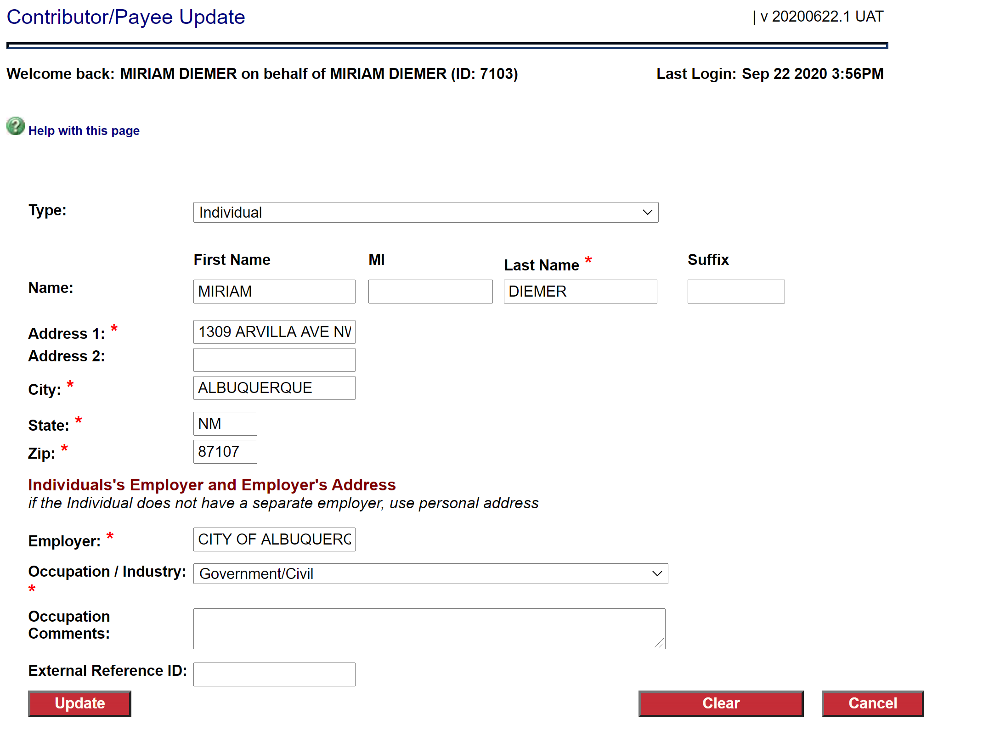 Contributor/Payee Update
| v 20200622.1 UAT
Welcome back: MIRIAM DIEMER on behalf of MIRIAM DIEMER (ID: 7103)
Last Login: Sep 22 2020 3:56PM
? Help with this page
Type:
Individual
First Name
MI
Last Name *
Suffix
Name:
MIRIAM
DIEMER
Address 1: *
1309 ARVILLA AVE NW
Address 2:
City: *
ALBUQUERQUE
State: *
NM
Zip: *
87107
Individuals's Employer and Employer's Address
if the Individual does not have a separate employer, use personal address
Employer: *
CITY OF ALBUQUERQ
Occupation / Industry:
*
Government/Civil
Occupation
Comments:
External Reference ID:
Update
Clear
Cancel